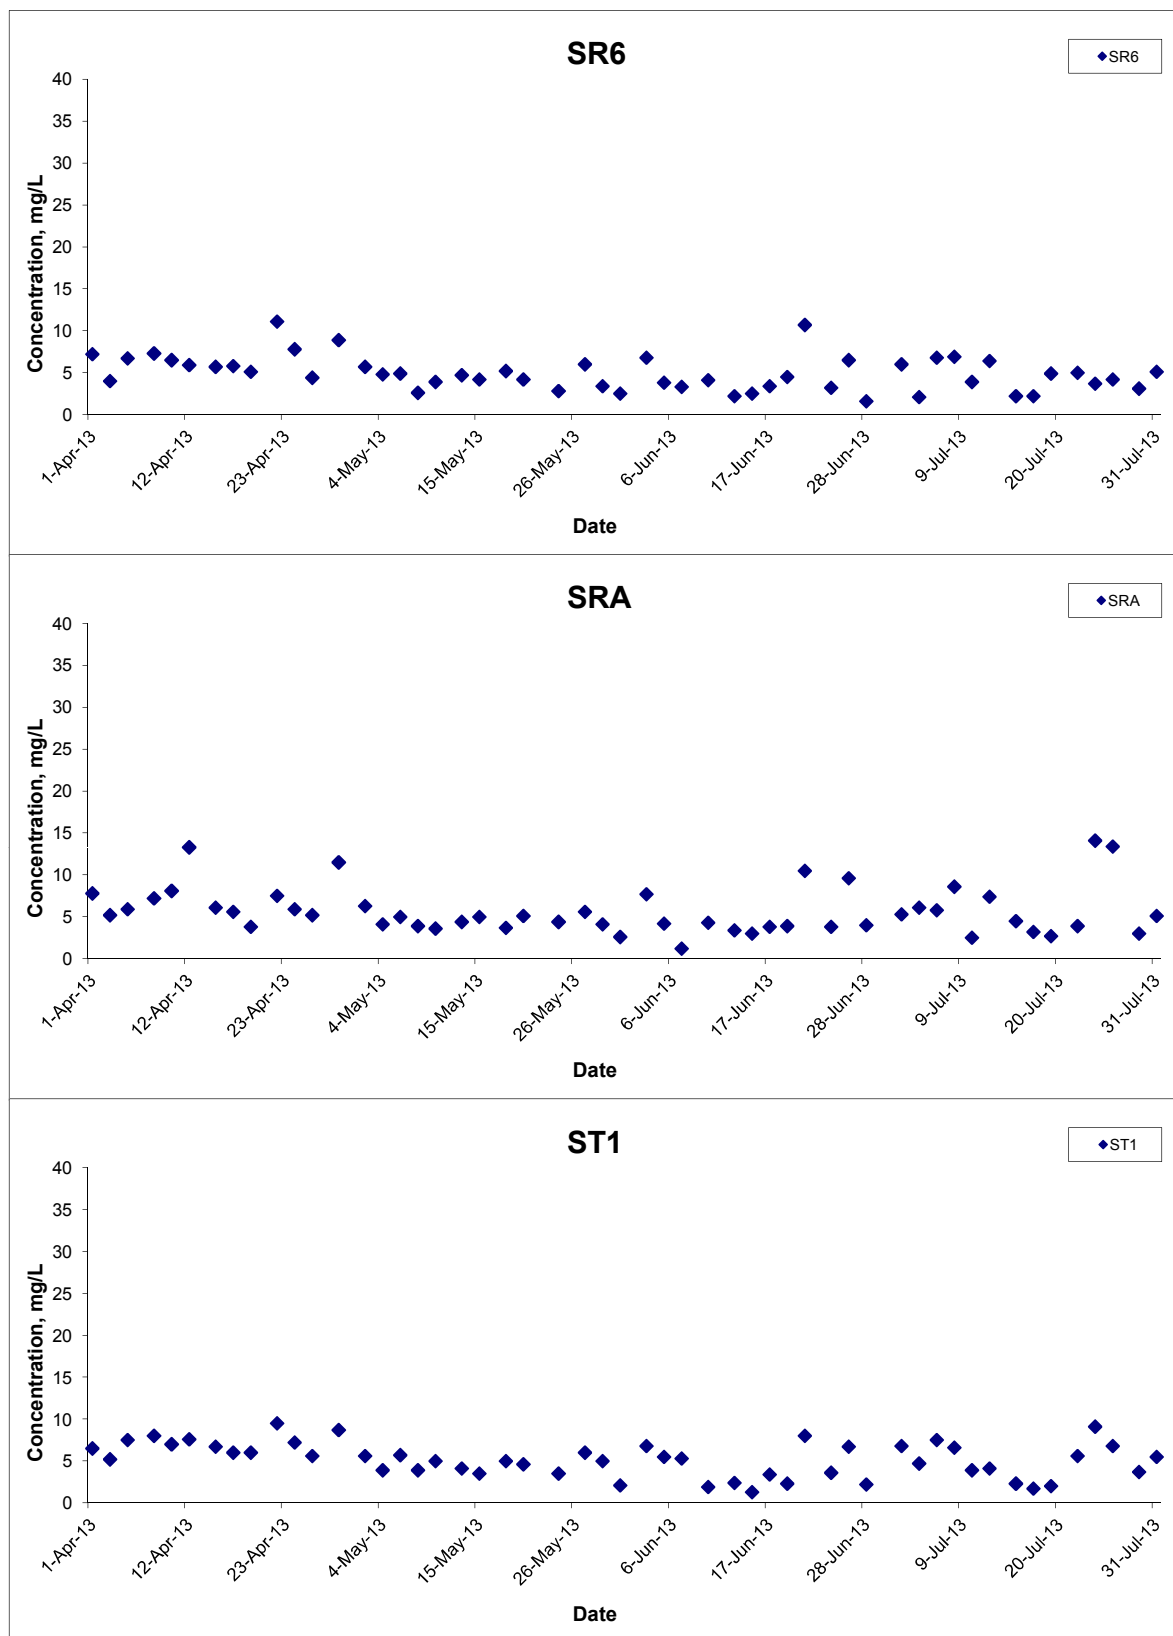 SR6
SR6
40
35
30
25
20
15
10
5
0
Concentration, mg/L
1-Apr-13
12-Apr-13
23-Apr-13
4-May-13
15-May-13
26-May-13
6-Jun-13
17-Jun-13
28-Jun-13
9-Jul-13
20-Jul-13
31-Jul-13
Date
SRA
SRA
40
35
30
25
20
15
10
5
0
Concentration, mg/L
1-Apr-13
12-Apr-13
23-Apr-13
4-May-13
15-May-13
26-May-13
6-Jun-13
17-Jun-13
28-Jun-13
9-Jul-13
20-Jul-13
31-Jul-13
Date
ST1
ST1
40
35
30
25
20
15
10
5
0
Concentration, mg/L
1-Apr-13
12-Apr-13
23-Apr-13
4-May-13
15-May-13
26-May-13
6-Jun-13
17-Jun-13
28-Jun-13
9-Jul-13
20-Jul-13
31-Jul-13
Date